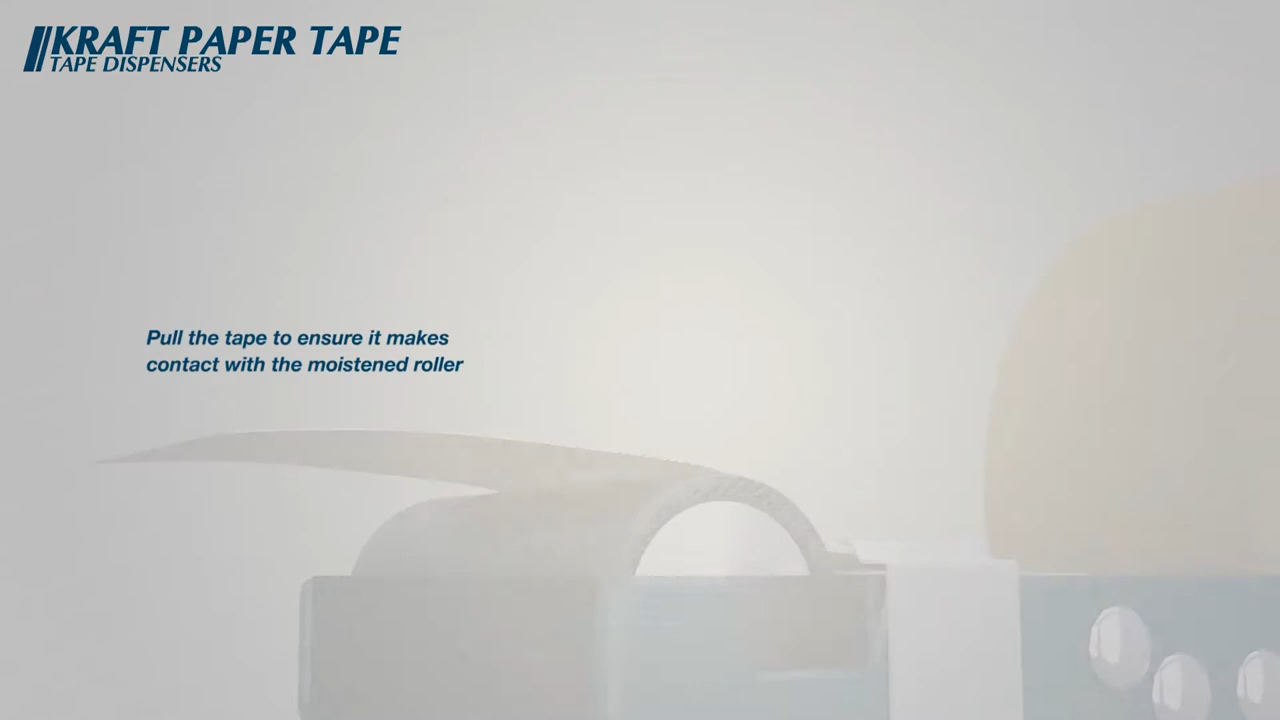 KRAFT PAPER TAPE
TAPE DISPENSERS
Pull the tape to ensure it makes
contact with the moistened roller